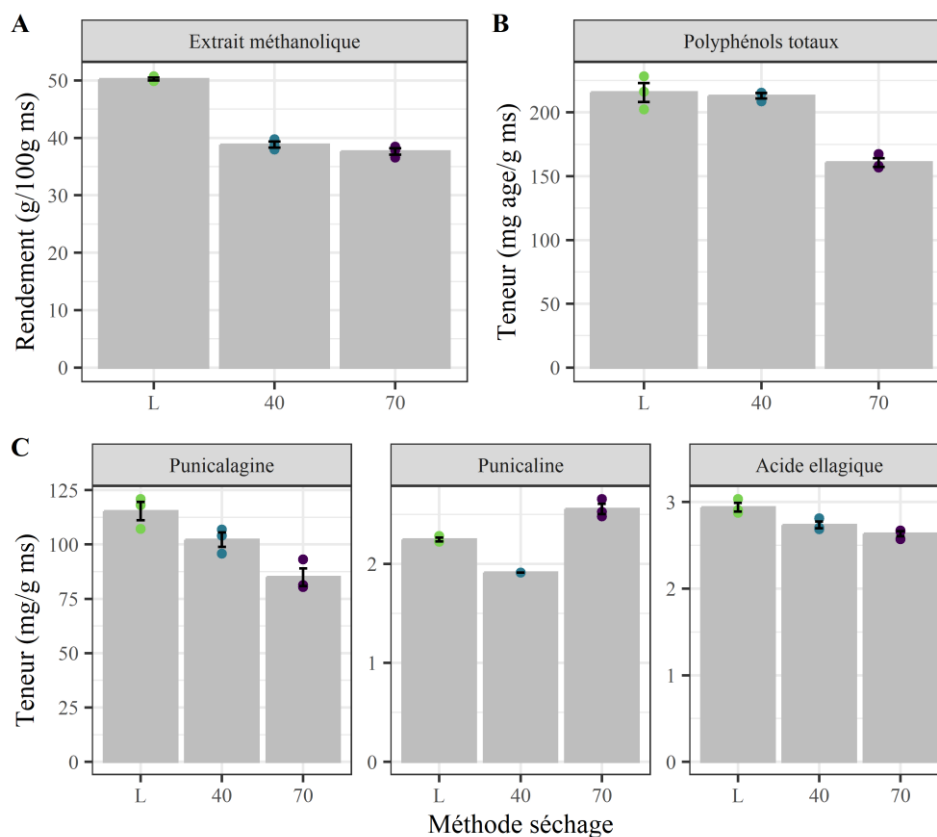 A
Extrait méthanolique
Rendement (g/100g ms)
50
40
30
20
10
0
L
40
70
B
Polyphénols totaux
Teneur (mg age/g ms)
200
150
100
50
0
L
40
70
C
Punicalagine
Teneur (mg/g ms)
125
100
75
50
25
0
L
40
70
Punicaline
2
1
0
L
40
70
Acide ellagique
3
2
1
0
L
40
70
Méthode séchage